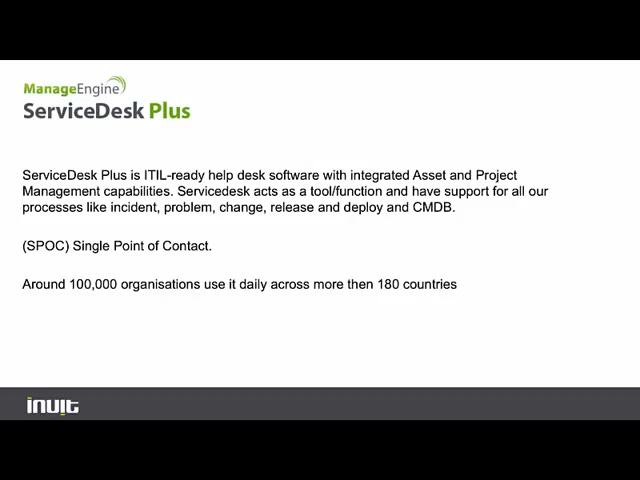 ManageEngine
ServiceDesk Plus
ServiceDesk Plus is ITIL-ready help desk software with integrated Asset and Project
Management capabilities. Servicedesk acts as a tool/function and have support for all our
processes like incident, problem, change, release and deploy and CMDB.
(SPOC) Single Point of Contact.
Around 100,000 organisations use it daily across more then 180 countries
inuit